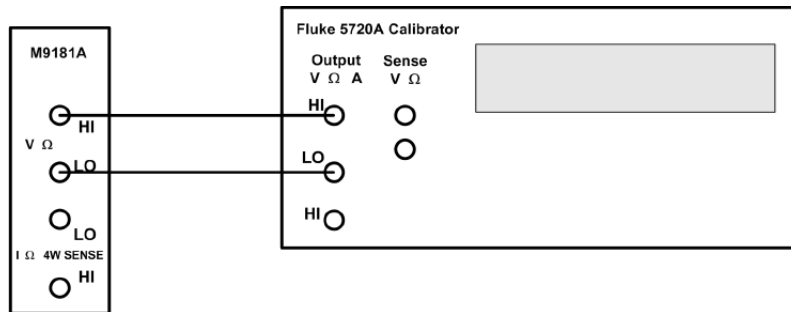 M9181A
HI
V Ω
LO
LO
I Ω 4W SENSE
HI
Fluke 5720A Calibrator
Output Sense
V Ω A V Ω
HI
LO
HI